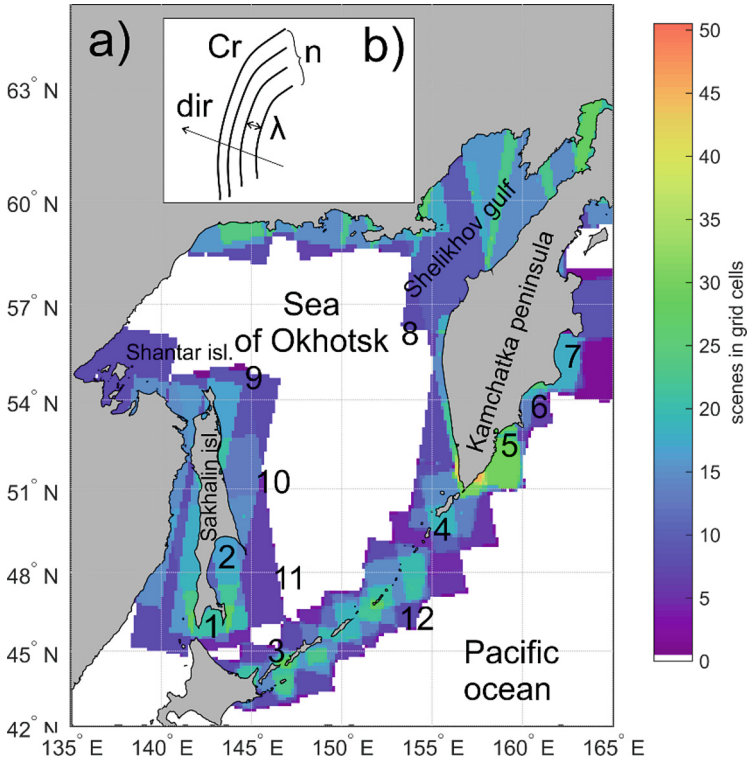 a)
b)
Cr
n
dir
λ
63° N
60° N
57° N
54° N
51° N
48° N
45° N
42° N
135° E
140° E
145° E
150° E
155° E
160° E
165° E
Shelikhov gulf
Kamchatka peninsula
Sea
of Okhotsk
Shantar isl.
Sakhalin isl.
8
9
7
6
5
10
4
2
11
12
1
3
Pacific
ocean
50
45
40
35
30
25
20
15
10
5
0
scenes in grid cells